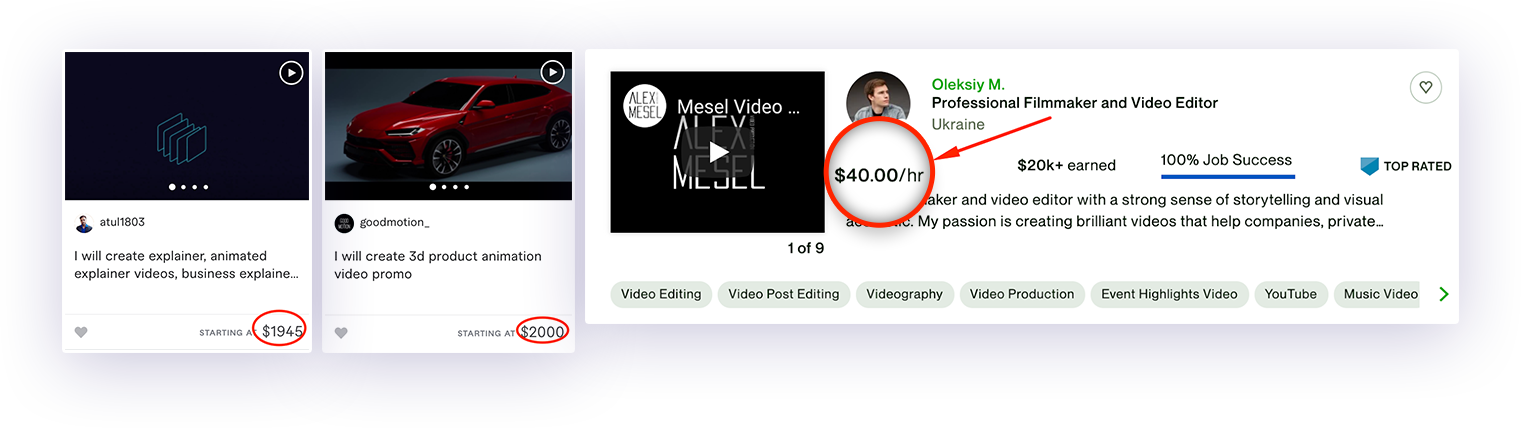 atul1803
I will create explainer, animated
explainer videos, business explaine...
STARTING AT $1945
GOOD
MOTION
goodmotion_
I will create 3d product animation
video promo
STARTING AT $2000
ALEX
MESEL
Mesel Video ...
ALEX
MESEL
1 of 9
Oleksiy M.
Professional Filmmaker and Video Editor
Ukraine
$40.00/hr
$20k+ earned
100% Job Success
TOP RATED
aker and video editor with a strong sense of storytelling and visual
ic. My passion is creating brilliant videos that help companies, private...
Video Editing
Video Post Editing
Videography
Video Production
Event Highlights Video
YouTube
Music Video